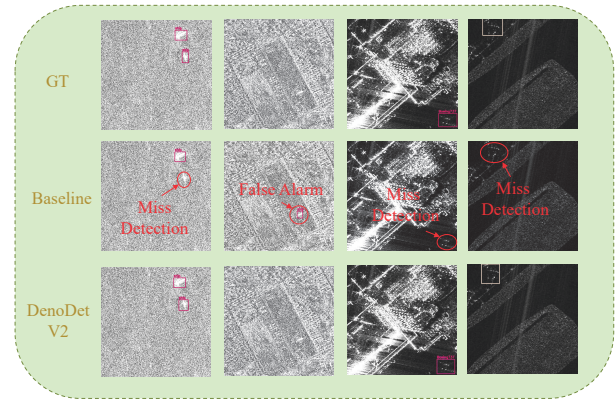 GT
Baseline
Miss
Detection
False Alarm
Miss
Detection
Miss
Detection
DenoDet
V2